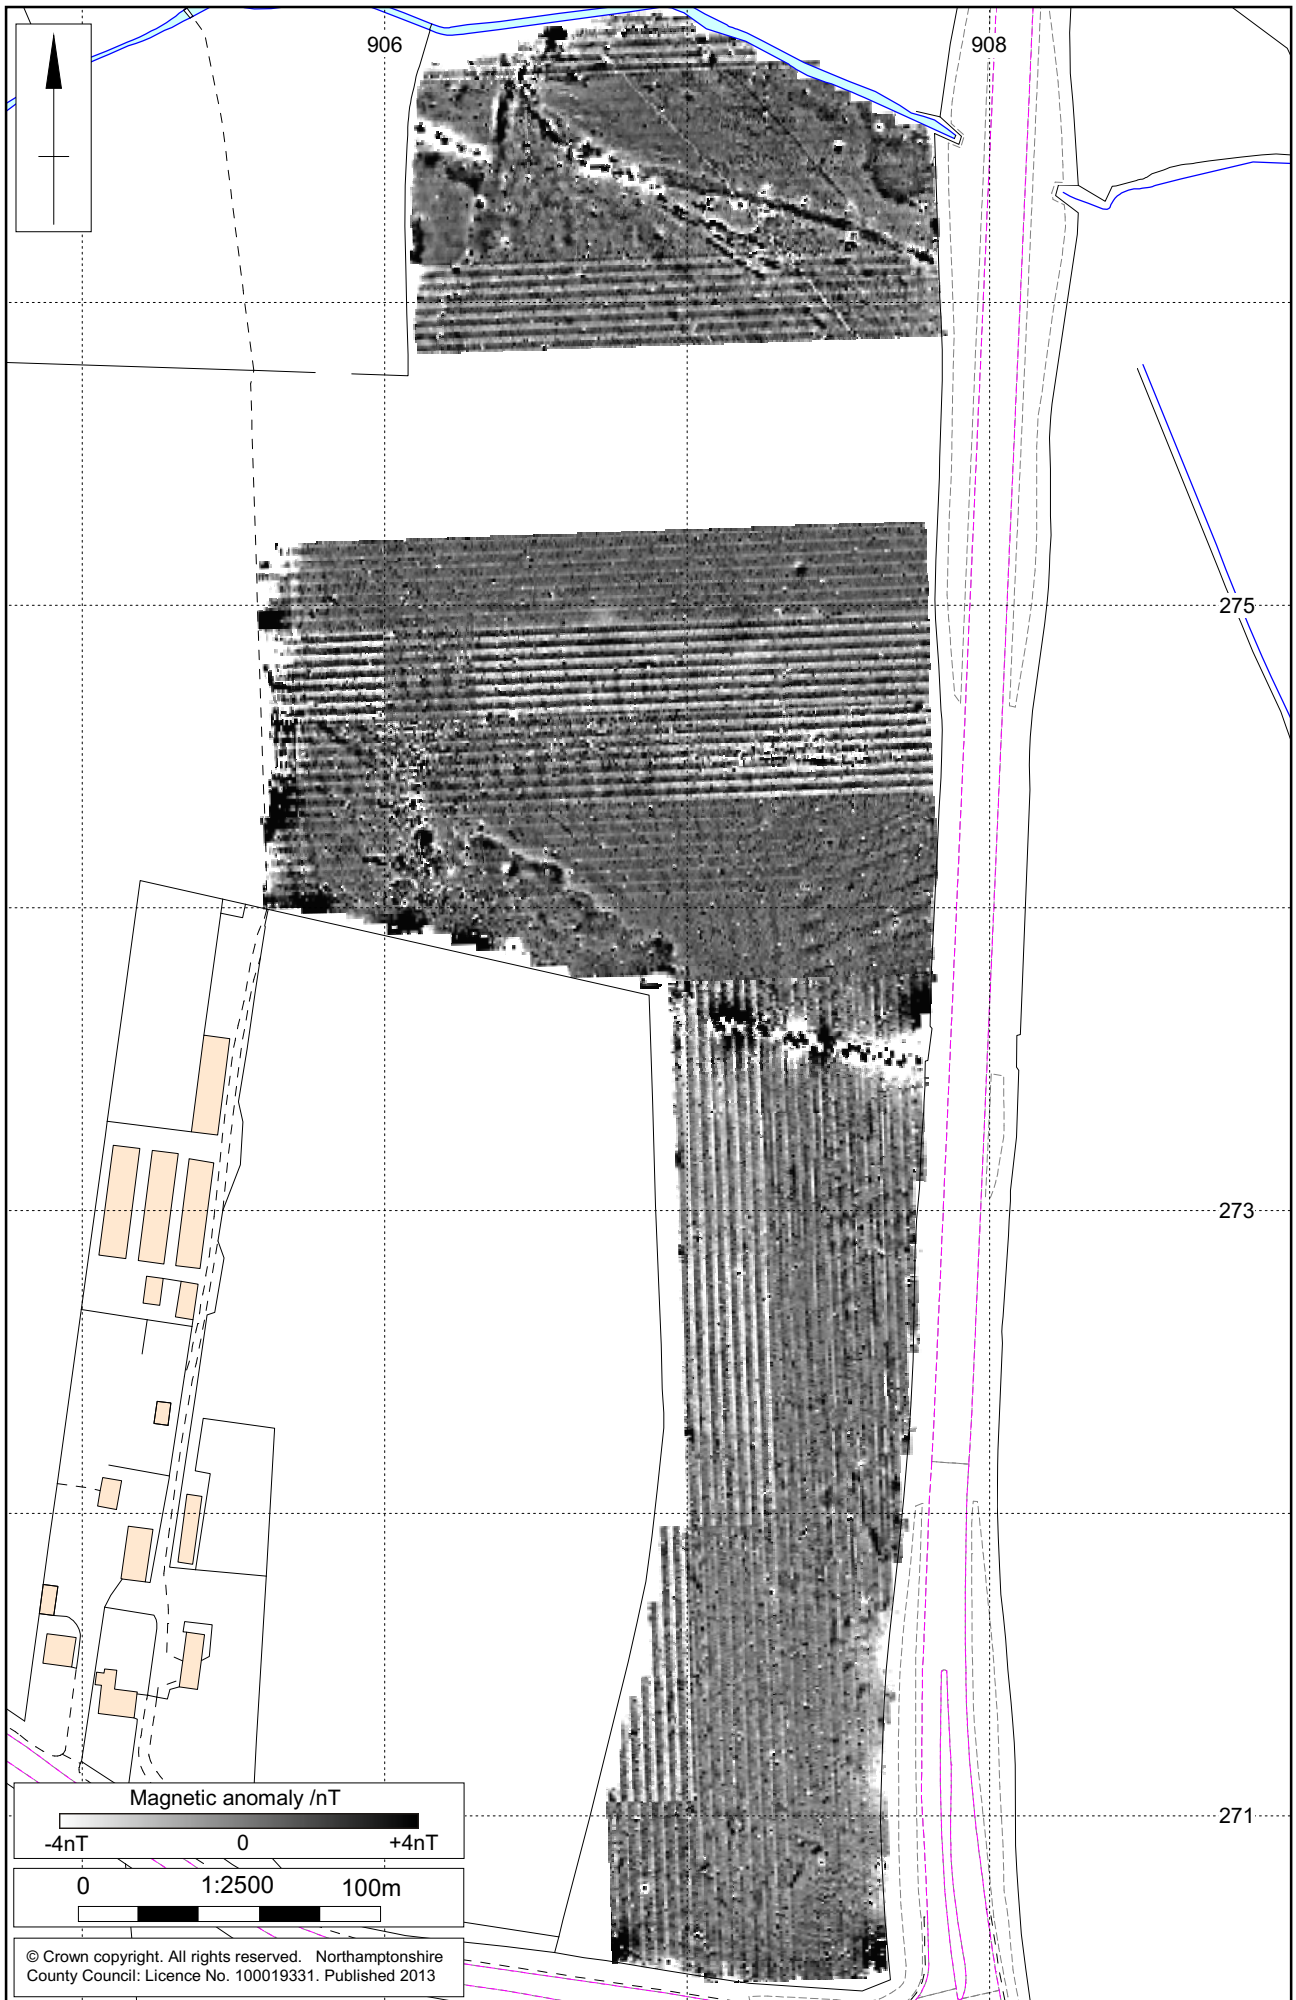 906
908
275
273
271
Magnetic anomaly /nT
-4nT 0 +4nT
0 1:2500 100m
© Crown copyright. All rights reserved. Northamptonshire
County Council: Licence No. 100019331. Published 2013